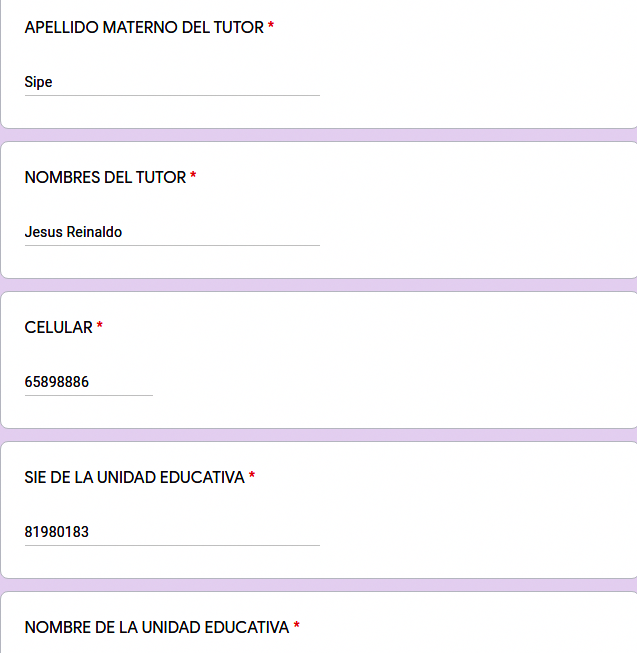 APELLIDO MATERNO DEL TUTOR *
Sipe
NOMBRES DEL TUTOR *
Jesus Reinaldo
CELULAR *
65898886
SIE DE LA UNIDAD EDUCATIVA *
81980183
NOMBRE DE LA UNIDAD EDUCATIVA *